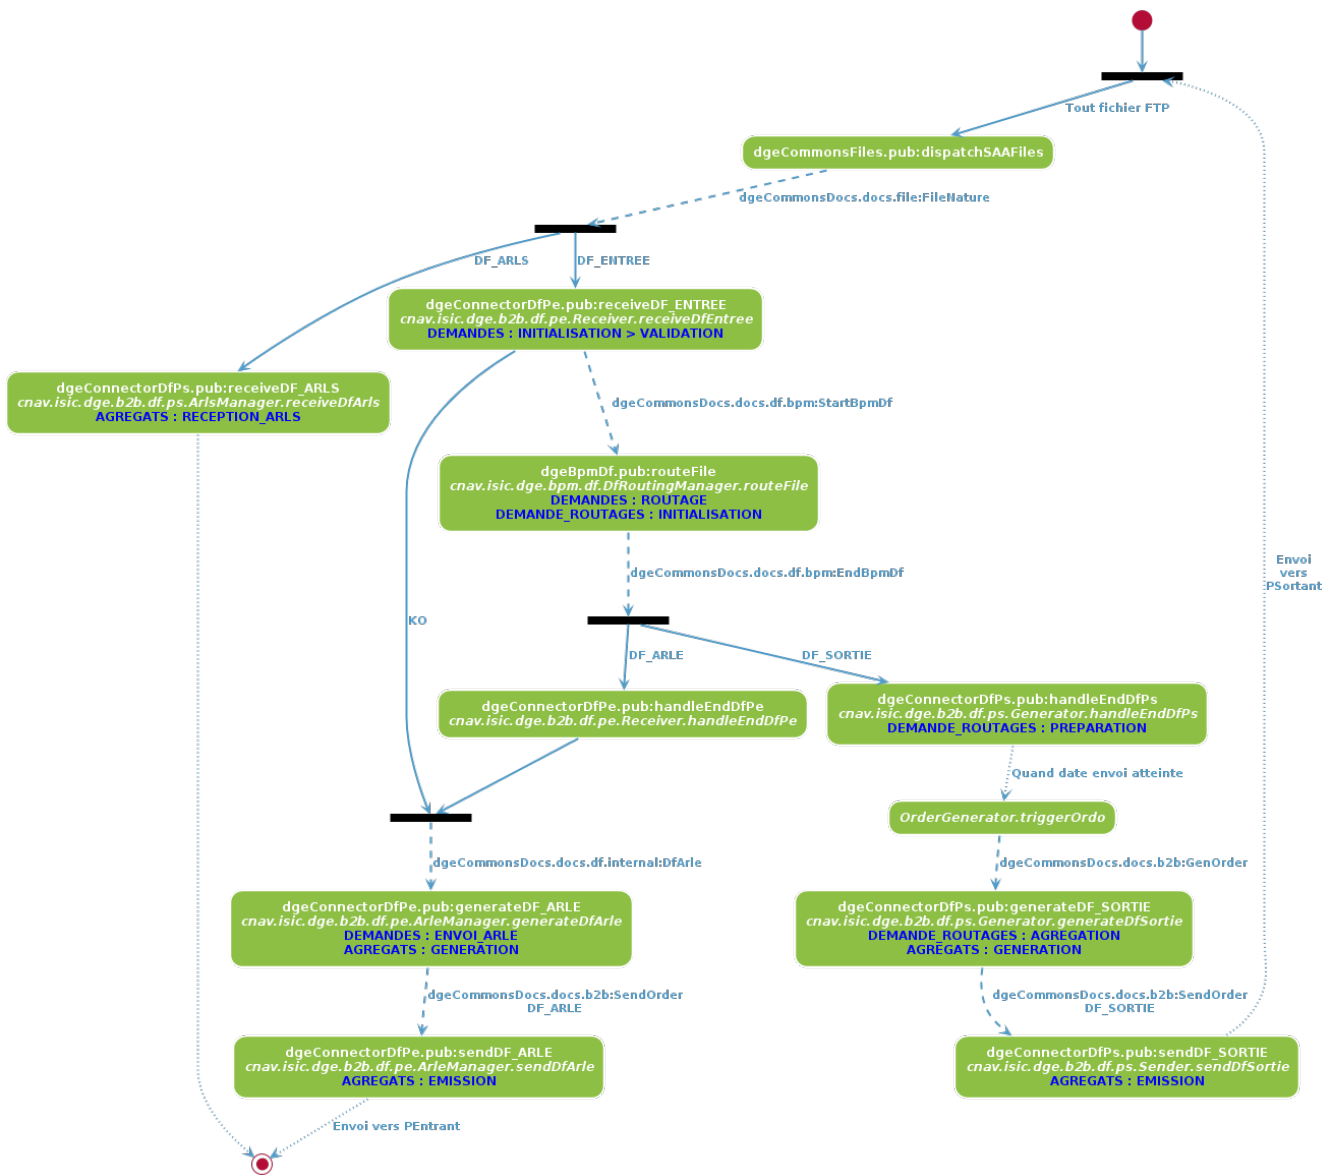 Tout fichier FTP
dgeCommonsFiles.pub:dispatchSAAFiles
dgeCommonsDocs.docs.file:FileNature
DF_ARLS
DF_ENTREE
dgeConnectorDfPe.pub:receiveDF_ENTREE
cnav.isic.dge.b2b.df.pe.Receiver.receiveDfEntree
DEMANDES : INITIALISATION > VALIDATION
dgeConnectorDfPs.pub:receiveDF_ARLS
cnav.isic.dge.b2b.df.ps.ArlsManager.receiveDfArls
AGREGATS : RECEPTION_ARLS
dgeCommonsDocs.docs.df.bpm:StartBpmDf
dgeBpmDf.pub:routeFile
cnav.isic.dge.bpm.df.DfRoutingManager.routeFile
DEMANDES : ROUTAGE
DEMANDE_ROUTAGES : INITIALISATION
dgeCommonsDocs.docs.df.bpm:EndBpmDf
Envoi
vers
PSortant
KO
DF_ARLE
DF_SORTIE
dgeConnectorDfPe.pub:handleEndDfPe
cnav.isic.dge.b2b.df.pe.Receiver.handleEndDfPe
dgeConnectorDfPs.pub:handleEndDfPs
cnav.isic.dge.b2b.df.ps.Generator.handleEndDfPs
DEMANDE_ROUTAGES : PREPARATION
Quand date envoi atteinte
OrderGenerator.triggerOrdo
dgeCommonsDocs.docs.df.internal:DfArle
dgeCommonsDocs.docs.b2b:GenOrder
dgeConnectorDfPe.pub:generateDF_ARLE
cnav.isic.dge.b2b.df.pe.ArleManager.generateDfArle
DEMANDES : ENVOI_ARLE
AGREGATS : GENERATION
dgeConnectorDfPs.pub:generateDF_SORTIE
cnav.isic.dge.b2b.df.ps.Generator.generateDfSortie
DEMANDE_ROUTAGES : AGREGATION
AGREGATS : GENERATION
dgeCommonsDocs.docs.b2b:SendOrder
DF_ARLE
dgeCommonsDocs.docs.b2b:SendOrder
DF_SORTIE
dgeConnectorDfPe.pub:sendDF_ARLE
cnav.isic.dge.b2b.df.pe.ArleManager.sendDfArle
AGREGATS : EMISSION
dgeConnectorDfPs.pub:sendDF_SORTIE
cnav.isic.dge.b2b.df.ps.Sender.sendDfSortie
AGREGATS : EMISSION
Envoi vers PEntrant